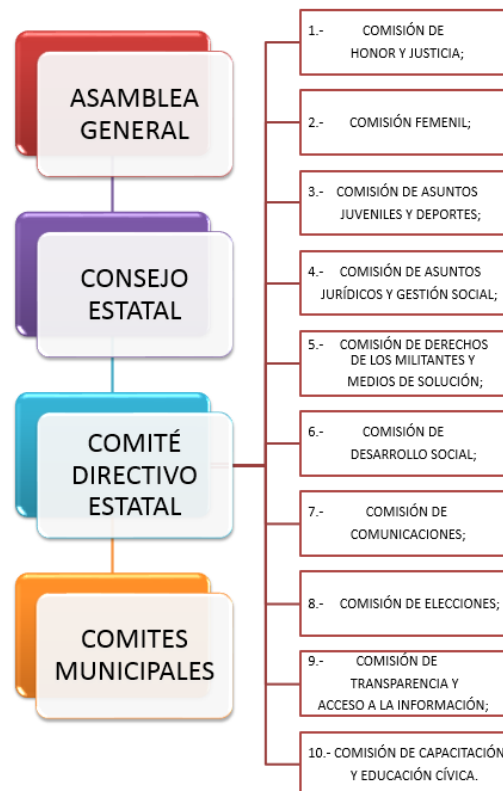 ASAMBLEA
GENERAL
CONSEJO
ESTATAL
COMITÉ
DIRECTIVO
ESTATAL
COMITES
MUNICIPALES
1.- COMISIÓN DE
HONOR Y JUSTICIA;
2.- COMISIÓN FEMENIL;
3.- COMISIÓN DE ASUNTOS
JUVENILES Y DEPORTES;
4.- COMISIÓN DE ASUNTOS
JURÍDICOS Y GESTIÓN SOCIAL;
5.- COMISIÓN DE DERECHOS
DE LOS MILITANTES Y
MEDIOS DE SOLUCIÓN;
6.- COMISIÓN DE
DESARROLLO SOCIAL;
7.- COMISIÓN DE
COMUNICACIONES;
8.- COMISIÓN DE ELECCIONES;
9.- COMISIÓN DE
TRANSPARENCIA Y
ACCESO A LA INFORMACIÓN;
10.- COMISIÓN DE CAPACITACIÓN
Y EDUCACIÓN CÍVICA.